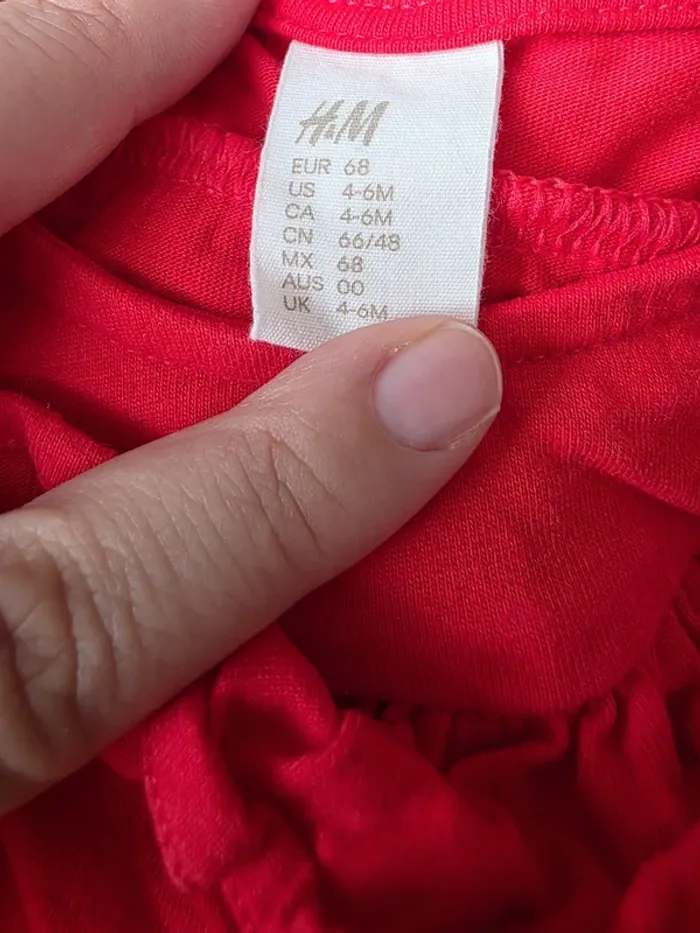 H&M
EUR 68
US 4-6M
CA 4-6M
CN 66/48
MX 68
AUS 00
UK 4-6M